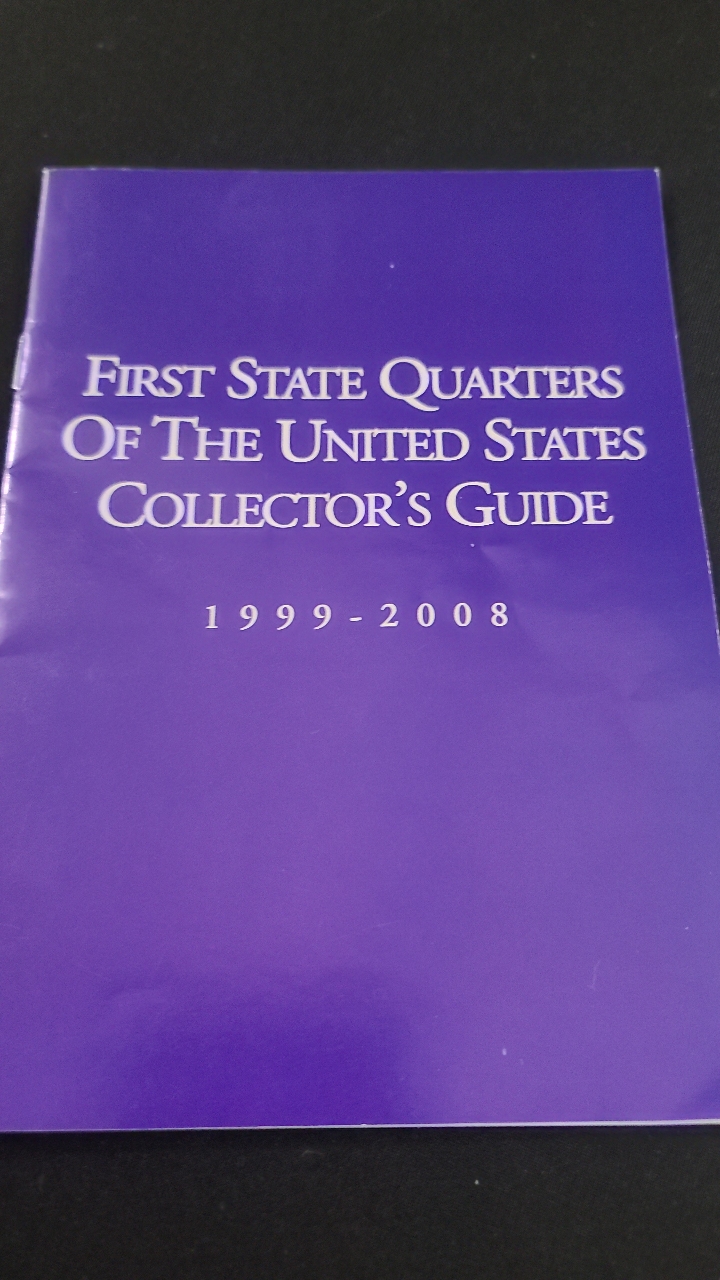 First State Quarters
Of The United States
Collector's Guide
1999-2008